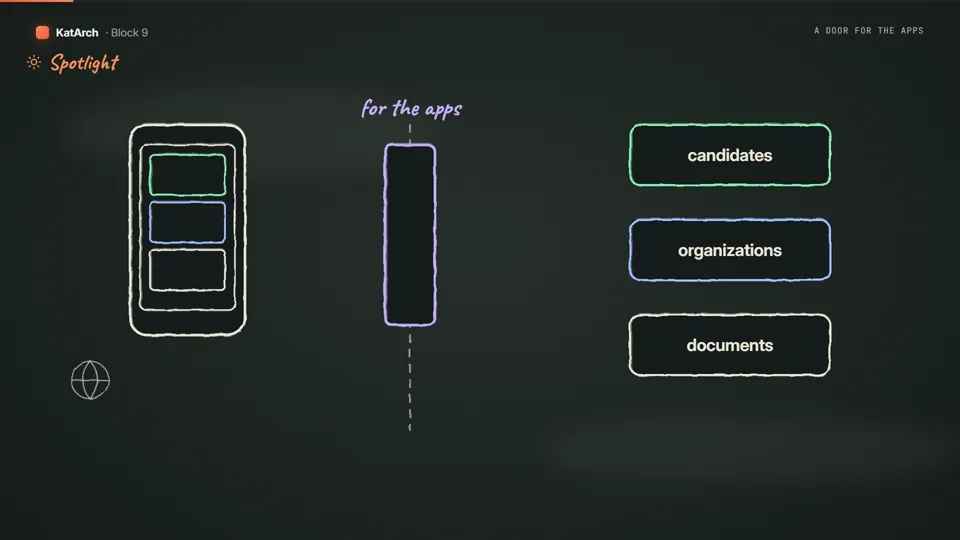 KatArch · Block 9
A DOOR FOR THE APPS
Spotlight
for the apps
candidates
organizations
documents